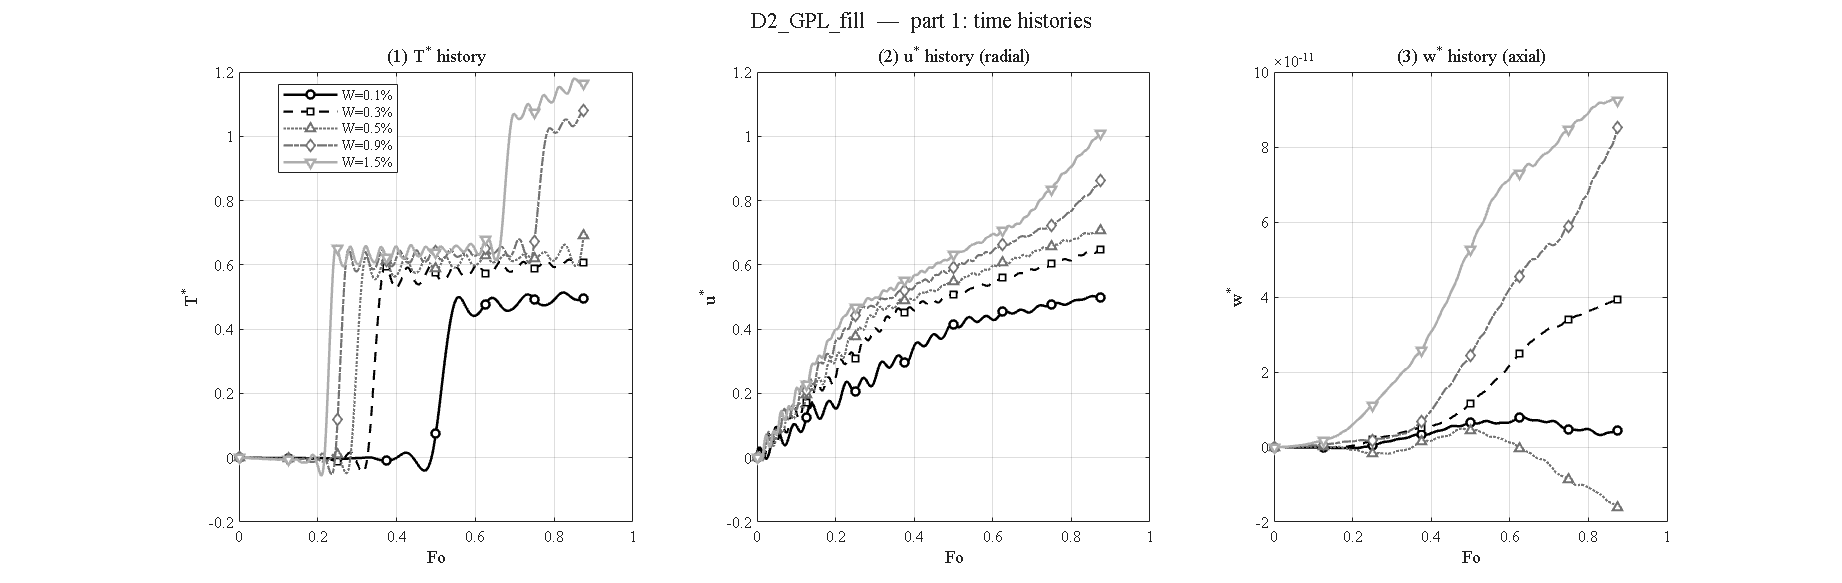 D2_GPL_fill — part 1: time histories
(1) T* history
1.2
1
0.8
0.6
0.4
0.2
0
-0.2
T*
0
0.2
0.4
0.6
0.8
1
Fo
W=0.1%
W=0.3%
W=0.5%
W=0.9%
W=1.5%
(2) u* history (radial)
1.2
1
0.8
0.6
0.4
0.2
0
-0.2
u*
0
0.2
0.4
0.6
0.8
1
Fo
(3) w* history (axial)
×10-11
10
8
6
4
2
0
-2
w*
0
0.2
0.4
0.6
0.8
1
Fo